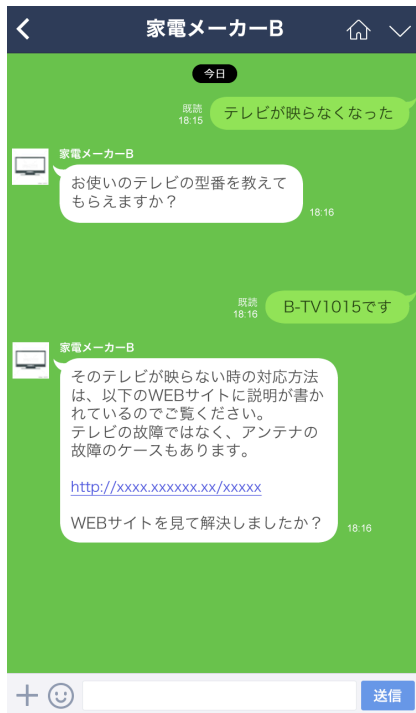 家電メーカーB
今日
既読
18:15
テレビが映らなくなった
家電メーカーB
お使いのテレビの型番を教えて
もらえますか？
18:16
既読
18:16
B-TV1015です
家電メーカーB
そのテレビが映らない時の対応方法
は、以下のWEBサイトに説明が書か
れているのでご覧ください。
テレビの故障ではなく、アンテナの
故障のケースもあります。
http://xxxx.xxxxxx.xx/xxxxx
WEBサイトを見て解決しましたか？
18:16
送信